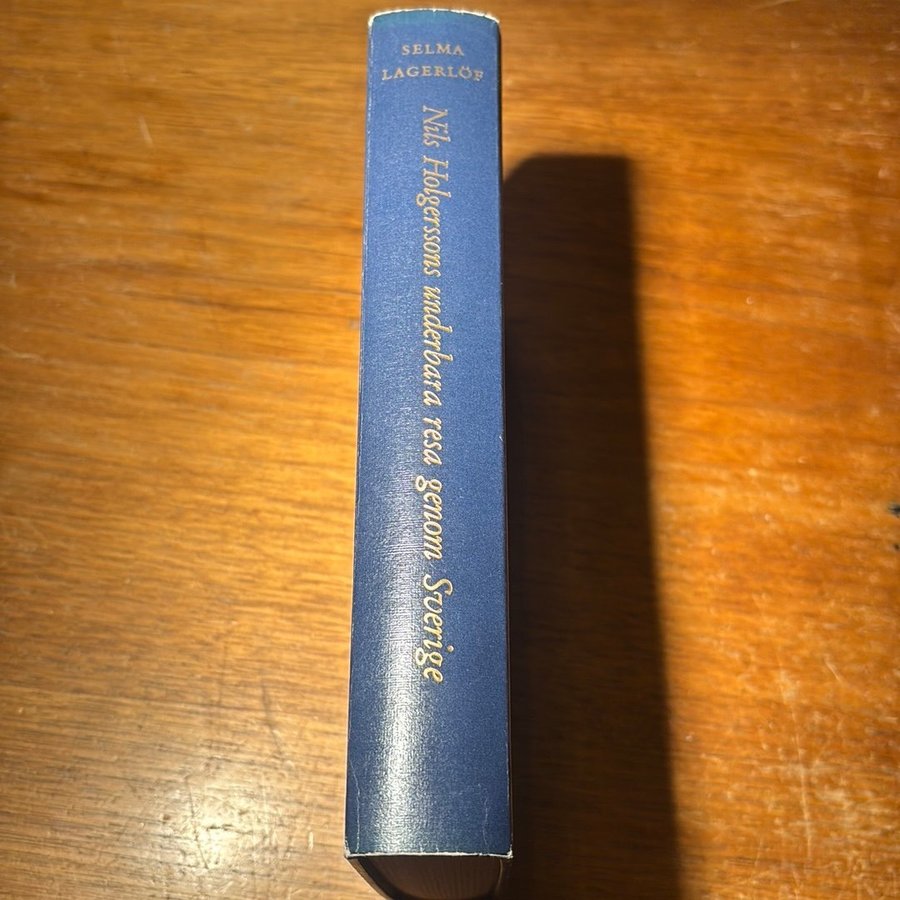 SELMA
LAGERLÖF
Nils Holgerssons underbara resa genom Sverige